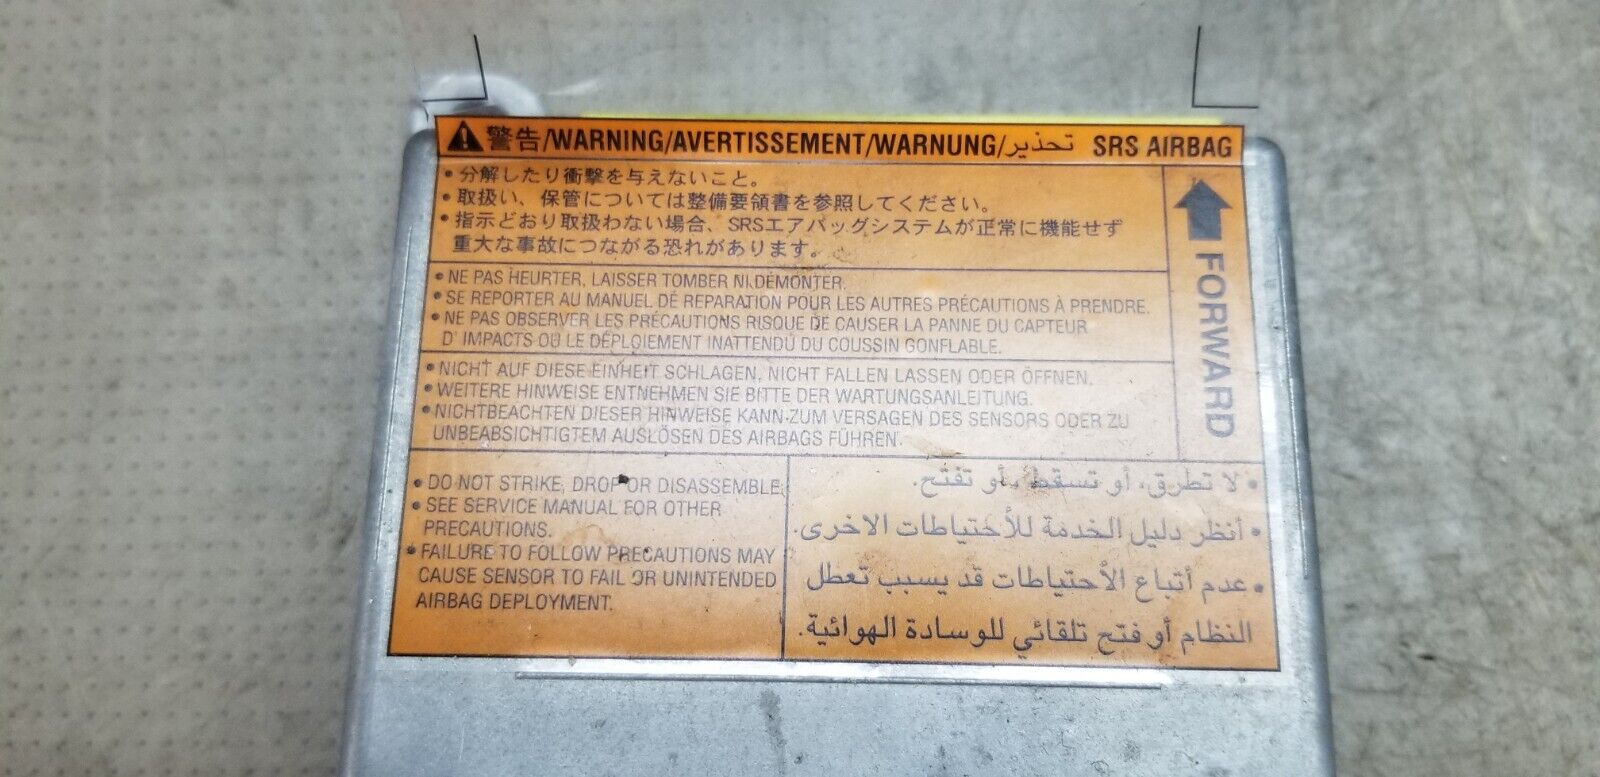 警告/WARNING/AVERTISSEMENT/WARNUNG/تحذير SRS AIRBAG
• 分解したり衝撃を与えないこと。
• 取扱い、保管については整備要領書を参照してください。
• 指示どおり取扱わない場合、SRSエアバッグシステムが正常に機能せず
重大な事故につながる恐れがあります。
FORWARD
• NE PAS HEURTER, LAISSER TOMBER NI DÉMONTER.
• SE REPORTER AU MANUEL DE REPARATION POUR LES AUTRES PRÉCAUTIONS À PRENDRE.
• NE PAS OBSERVER LES PRÉCAUTIONS RISQUE DE CAUSER LA PANNE DU CAPTEUR
D' IMPACTS OU LE DÉPLOIEMENT INATTENDU DU COUSSIN GONFLABLE.
• NICHT AUF DIESE EINHEIT SCHLAGEN, NICHT FALLEN LASSEN ODER ÖFFNEN.
• WEITERE HINWEISE ENTNEHMEN SIE BITTE DER WARTUNGSANLEITUNG.
• NICHTBEACHTEN DIESER HINWEISE KANN ZUM VERSAGEN DES SENSORS ODER ZU
UNBEABSICHTIGTEM AUSLÖSEN DES AIRBAGS FÜHREN.
• DO NOT STRIKE, DROP OR DISASSEMBLE
• SEE SERVICE MANUAL FOR OTHER
PRECAUTIONS.
• FAILURE TO FOLLOW PRECAUTIONS MAY
CAUSE SENSOR TO FAIL OR UNINTENDED
AIRBAG DEPLOYMENT.
• لا تطرق، أو تسقط، أو تفتح.
• أنظر دليل الخدمة للأحتياطات الاخرى.
• عدم أتباع الأحتياطات قد يسبب تعطل
النظام أو فتح تلقائي للوسادة الهوائية.